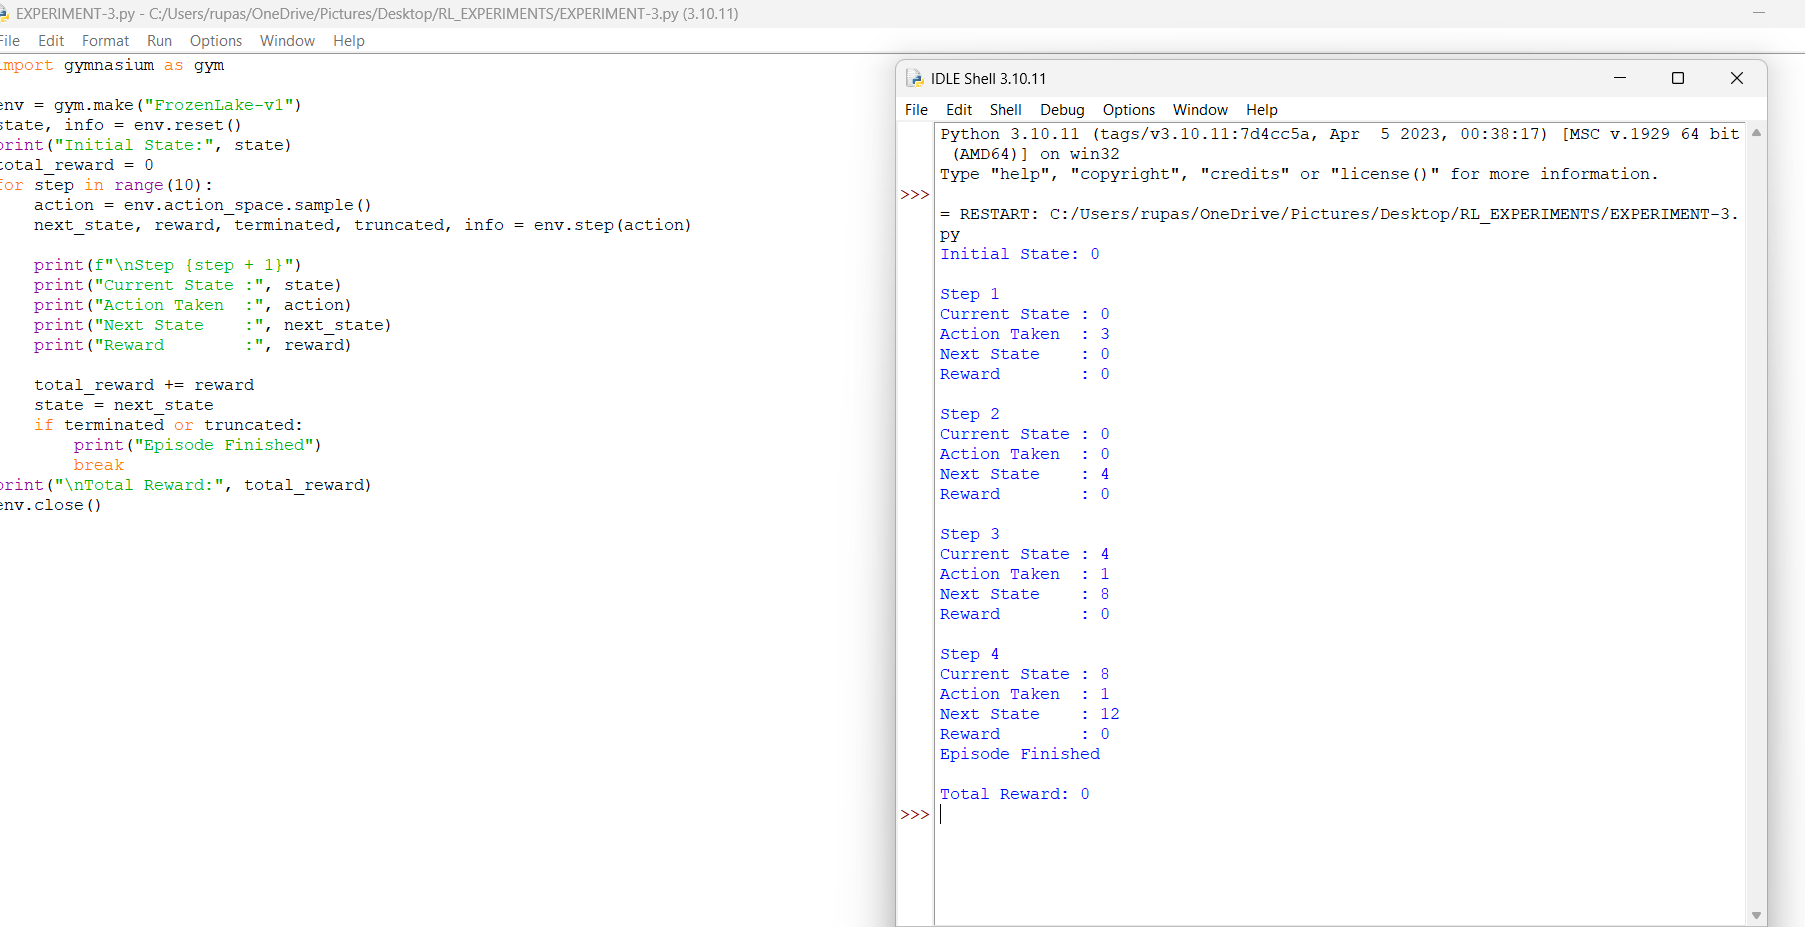 EXPERIMENT-3.py - C:/Users/rupas/OneDrive/Pictures/Desktop/RL_EXPERIMENTS/EXPERIMENT-3.py (3.10.11)
File Edit Format Run Options Window Help
import gymnasium as gym
env = gym.make("FrozenLake-v1")
state, info = env.reset()
print("Initial State:", state)
total_reward = 0
for step in range(10):
    action = env.action_space.sample()
    next_state, reward, terminated, truncated, info = env.step(action)
    print(f"\nStep {step + 1}")
    print("Current State :", state)
    print("Action Taken  :", action)
    print("Next State    :", next_state)
    print("Reward        :", reward)
    total_reward += reward
    state = next_state
    if terminated or truncated:
        print("Episode Finished")
        break
print("\nTotal Reward:", total_reward)
env.close()
IDLE Shell 3.10.11
File Edit Shell Debug Options Window Help
Python 3.10.11 (tags/v3.10.11:7d4cc5a, Apr  5 2023, 00:38:17) [MSC v.1929 64 bit
 (AMD64)] on win32
Type "help", "copyright", "credits" or "license()" for more information.
>>>
= RESTART: C:/Users/rupas/OneDrive/Pictures/Desktop/RL_EXPERIMENTS/EXPERIMENT-3.
py
Initial State: 0
Step 1
Current State : 0
Action Taken  : 3
Next State    : 0
Reward        : 0
Step 2
Current State : 0
Action Taken  : 0
Next State    : 4
Reward        : 0
Step 3
Current State : 4
Action Taken  : 1
Next State    : 8
Reward        : 0
Step 4
Current State : 8
Action Taken  : 1
Next State    : 12
Reward        : 0
Episode Finished
Total Reward: 0
>>>